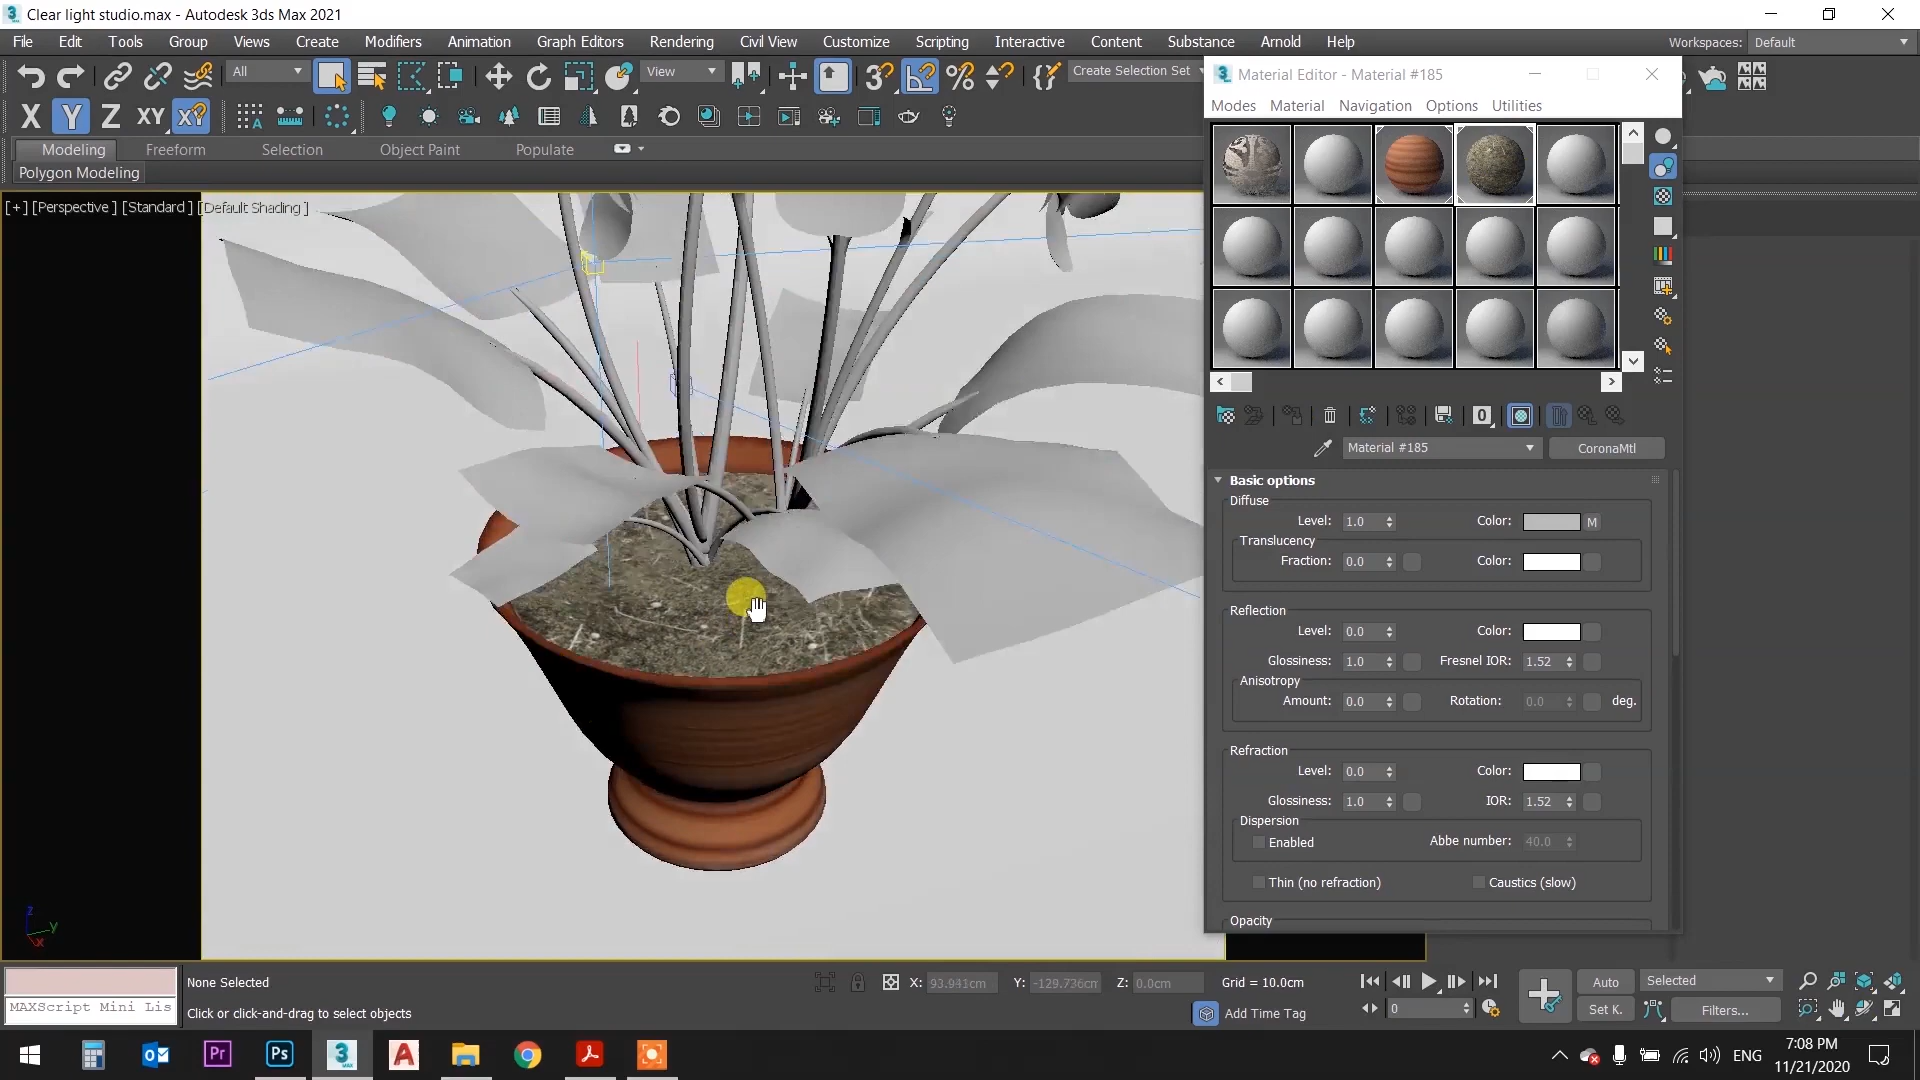 Clear light studio.max - Autodesk 3ds Max 2021
File Edit Tools Group Views Create Modifiers Animation Graph Editors Rendering Civil View Customize Scripting Interactive Content Substance Arnold Help
Workspaces: Default
All
View
Create Selection Set
X Y Z XY
Modeling Freeform Selection Object Paint Populate
Polygon Modeling
[+] [Perspective] [Standard] [Default Shading]
Material Editor - Material #185
Modes Material Navigation Options Utilities
Material #185
CoronaMtl
Basic options
Diffuse
Level: 1.0 Color: M
Translucency
Fraction: 0.0 Color:
Reflection
Level: 0.0 Color:
Glossiness: 1.0 Fresnel IOR: 1.52
Anisotropy
Amount: 0.0 Rotation: 0.0 deg.
Refraction
Level: 0.0 Color:
Glossiness: 1.0 IOR: 1.52
Dispersion
Enabled Abbe number: 40.0
Thin (no refraction) Caustics (slow)
Opacity
z
y
x
None Selected
MAXScript Mini Lis
Click or click-and-drag to select objects
X: 93.941cm Y: -129.736cm Z: 0.0cm Grid = 10.0cm
Add Time Tag
0
Auto Selected
Set K. Filters...
ENG
7:08 PM
11/21/2020